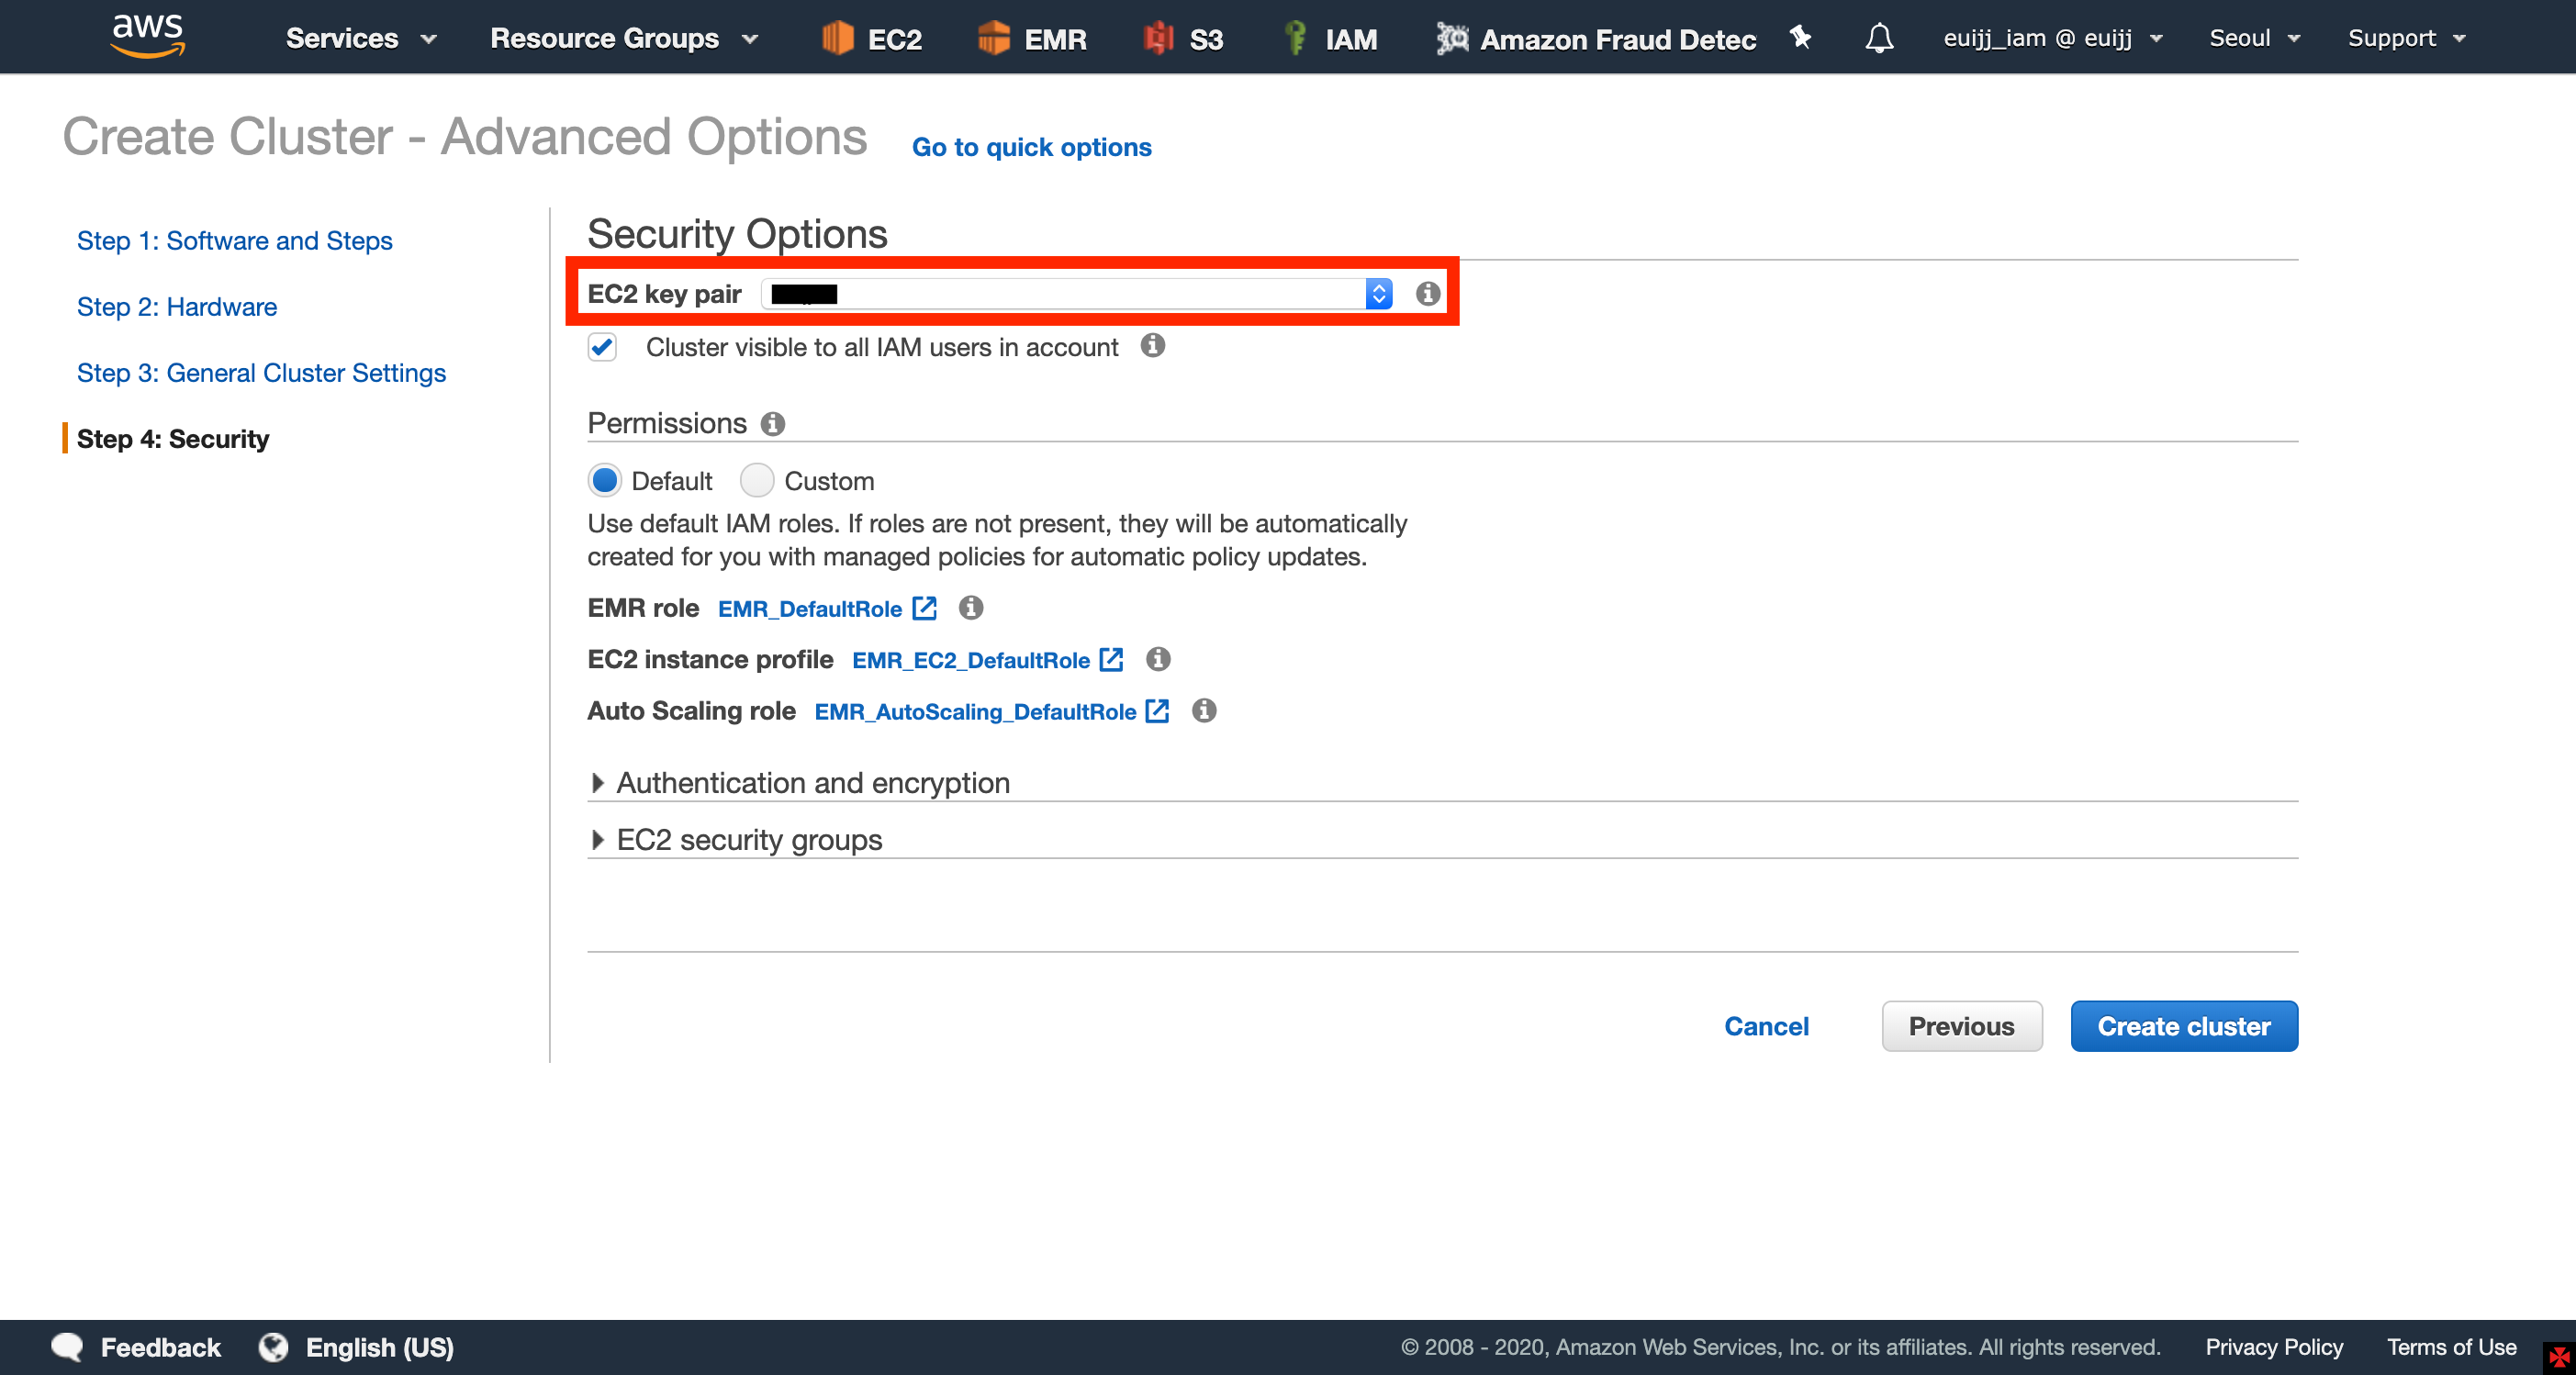 aws Services Resource Groups EC2 EMR S3 IAM Amazon Fraud Detec euijj_iam @ euijj Seoul Support
Create Cluster - Advanced Options Go to quick options
Step 1: Software and Steps
Step 2: Hardware
Step 3: General Cluster Settings
Step 4: Security
Security Options
EC2 key pair
Cluster visible to all IAM users in account
Permissions
Default Custom
Use default IAM roles. If roles are not present, they will be automatically
created for you with managed policies for automatic policy updates.
EMR role EMR_DefaultRole
EC2 instance profile EMR_EC2_DefaultRole
Auto Scaling role EMR_AutoScaling_DefaultRole
Authentication and encryption
EC2 security groups
Cancel Previous Create cluster
Feedback English (US) © 2008 - 2020, Amazon Web Services, Inc. or its affiliates. All rights reserved. Privacy Policy Terms of Use